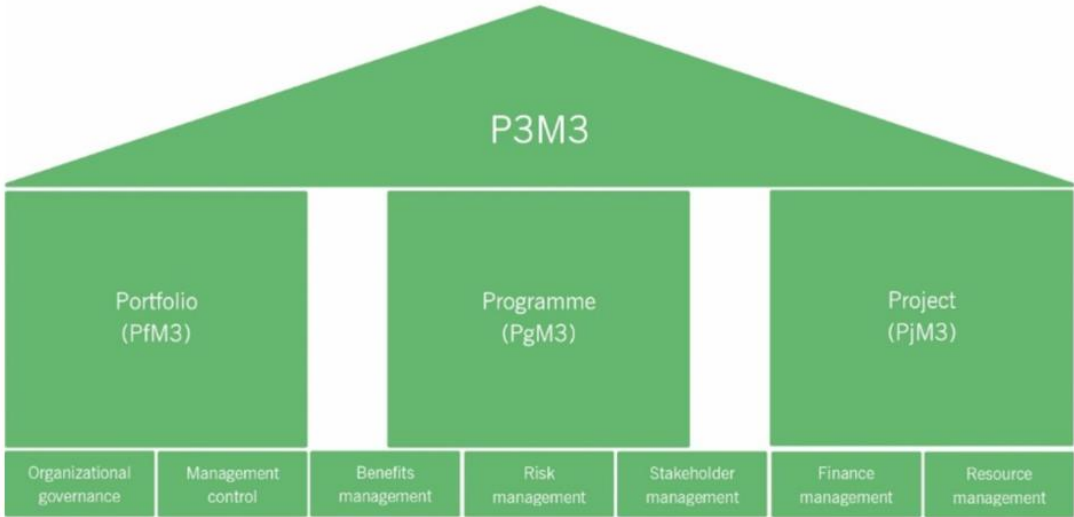 P3M3
Portfolio
(PfM3)
Programme
(PgM3)
Project
(PjM3)
Organizational
governance
Management
control
Benefits
management
Risk
management
Stakeholder
management
Finance
management
Resource
management